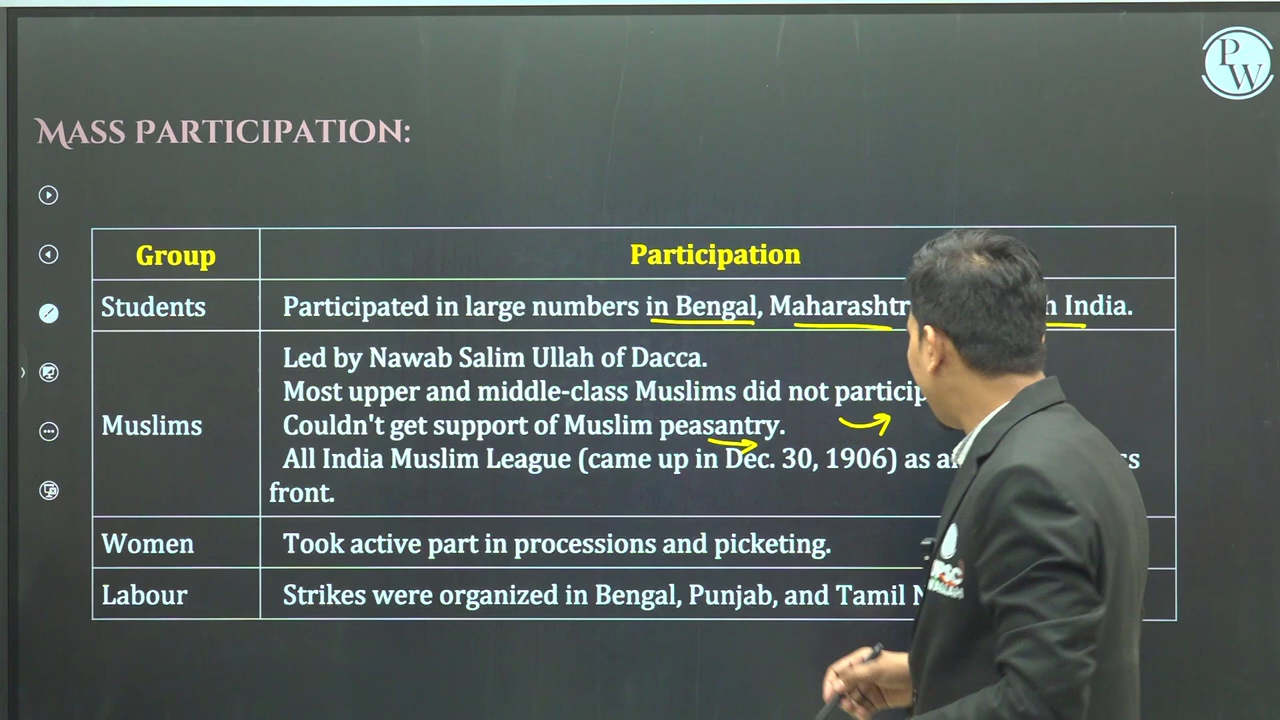 PW
MASS PARTICIPATION:
Group Participation
Students Participated in large numbers in Bengal, India.
Led by Nawab Salim Ullah of Dacca.
Most upper and middle-class Muslims did not
Muslims Couldn't get support of Muslim peasantry.
All India Muslim League (came up in Dec. 30, 1906) as
front.
Women Took active part in processions and picketing.
Labour Strikes were organized in Bengal, Punjab, and Tamil